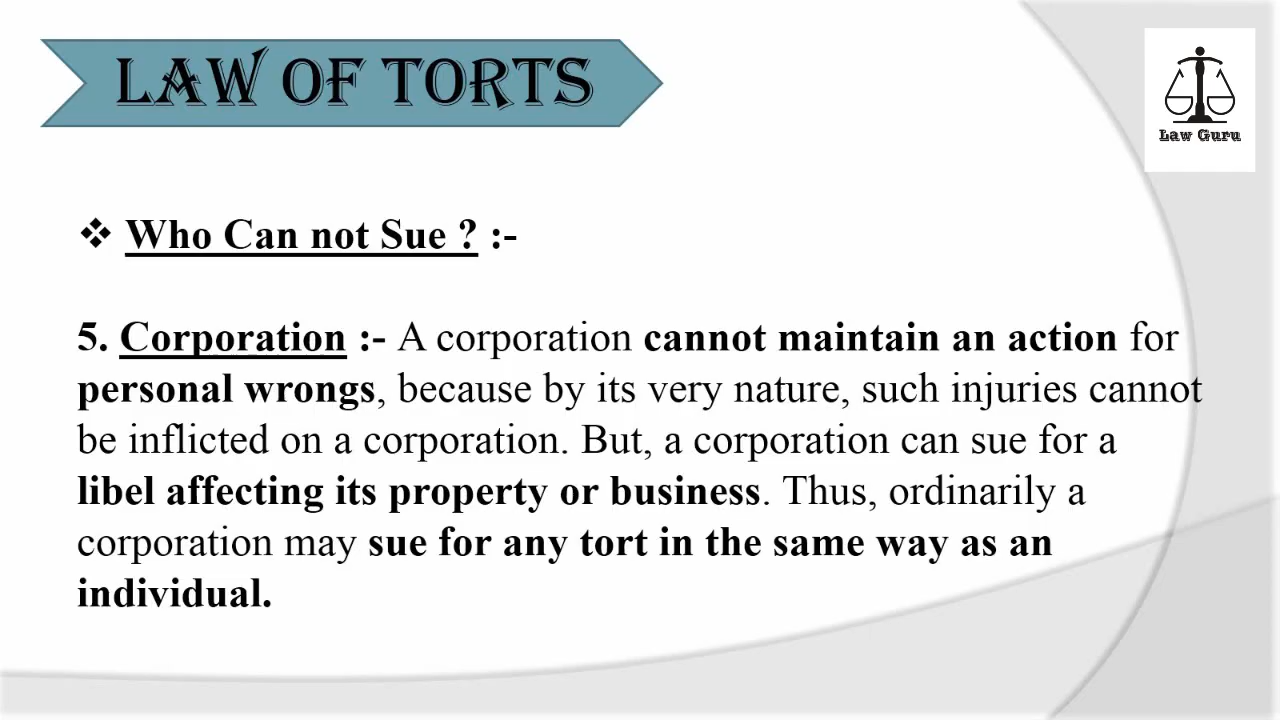 LAW OF TORTS
Law Guru
❖ Who Can not Sue ? :-
5. Corporation :- A corporation cannot maintain an action for
personal wrongs, because by its very nature, such injuries cannot
be inflicted on a corporation. But, a corporation can sue for a
libel affecting its property or business. Thus, ordinarily a
corporation may sue for any tort in the same way as an
individual.